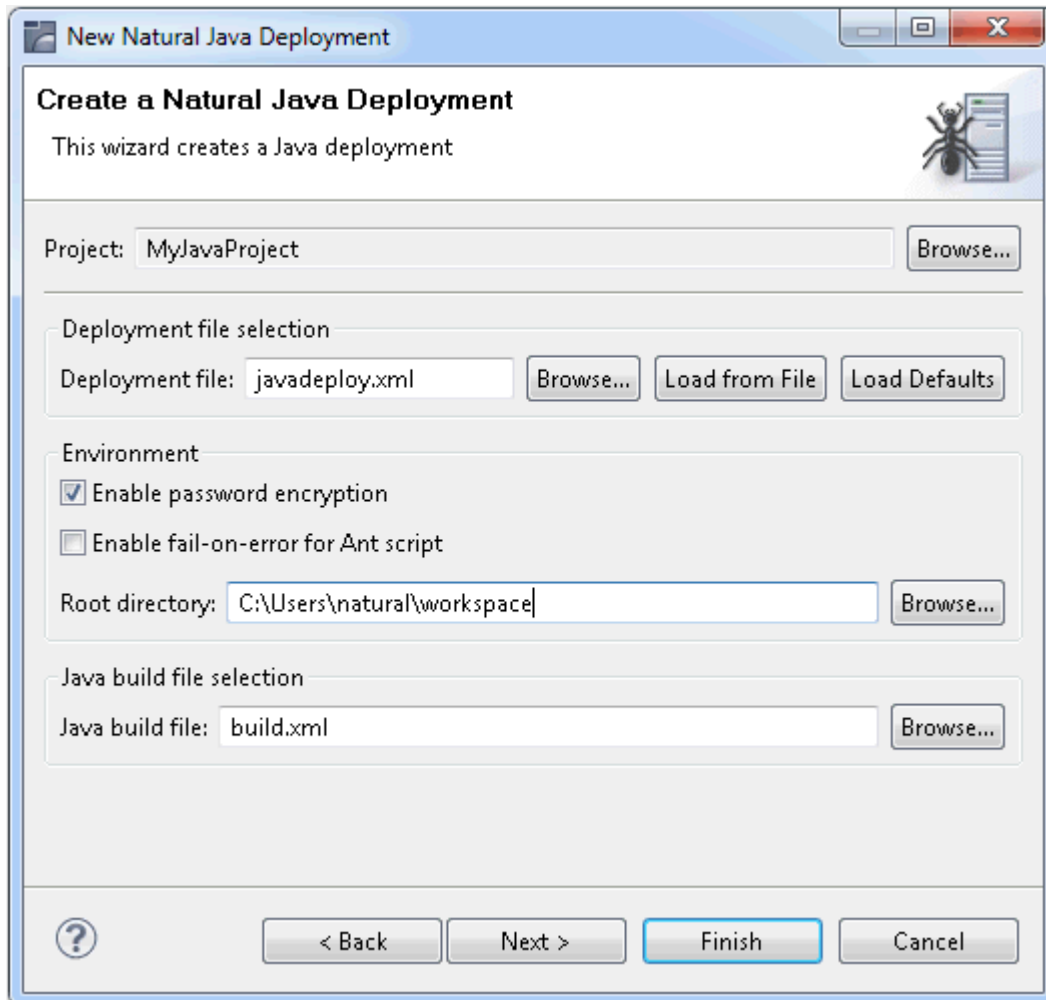 New Natural Java Deployment
Create a Natural Java Deployment
This wizard creates a Java deployment
Project: MyJavaProject Browse...
Deployment file selection
Deployment file: javadeploy.xml Browse... Load from File Load Defaults
Environment
Enable password encryption
Enable fail-on-error for Ant script
Root directory: C:\Users\natural\workspace Browse...
Java build file selection
Java build file: build.xml Browse...
? < Back Next > Finish Cancel